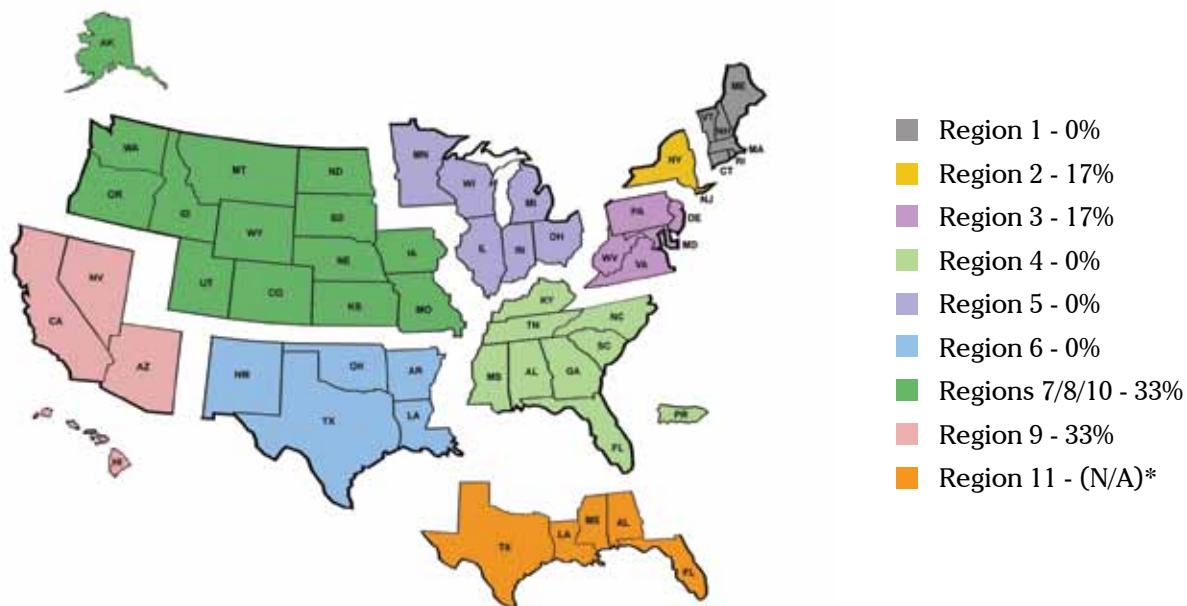 AK
ME
VT
NH
MA
RI
CT
WA
MT
ND
MN
WI
MI
NY
NJ
OR
ID
WY
SD
IA
NE
IL
IN
OH
PA
DE
MD
WV
VA
NV
UT
CO
KS
MO
KY
CA
AZ
TN
NC
SC
NM
AR
MS
AL
GA
TX
LA
FL
PR
HI
TX
LA
MS
AL
FL
Region 1 - 0%
Region 2 - 17%
Region 3 - 17%
Region 4 - 0%
Region 5 - 0%
Region 6 - 0%
Regions 7/8/10 - 33%
Region 9 - 33%
Region 11 - (N/A)*